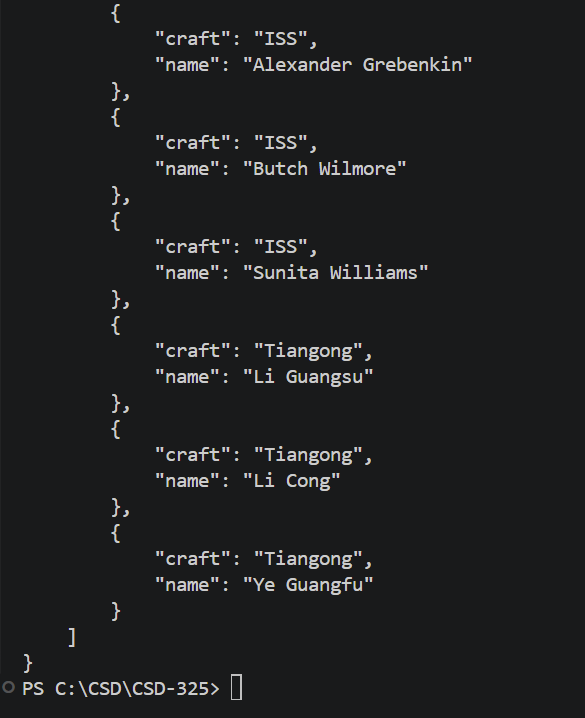 {
            "craft": "ISS",
            "name": "Alexander Grebenkin"
        },
        {
            "craft": "ISS",
            "name": "Butch Wilmore"
        },
        {
            "craft": "ISS",
            "name": "Sunita Williams"
        },
        {
            "craft": "Tiangong",
            "name": "Li Guangsu"
        },
        {
            "craft": "Tiangong",
            "name": "Li Cong"
        },
        {
            "craft": "Tiangong",
            "name": "Ye Guangfu"
        }
    ]
}
PS C:\CSD\CSD-325>